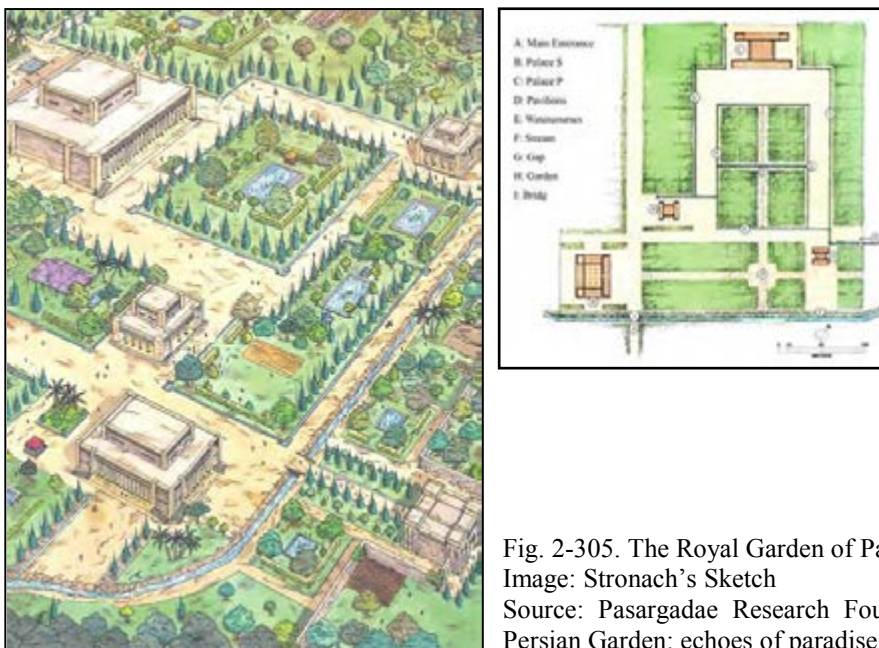 A: Main Entrance
B: Palace S
C: Palace P
D: Pavilions
E: Watercourses
F: Stream
G: Gap
H: Garden
I: Bridg
Fig. 2-305. The Royal Garden of Pa
Image: Stronach’s Sketch
Source: Pasargadae Research Fou
Persian Garden: echoes of paradise